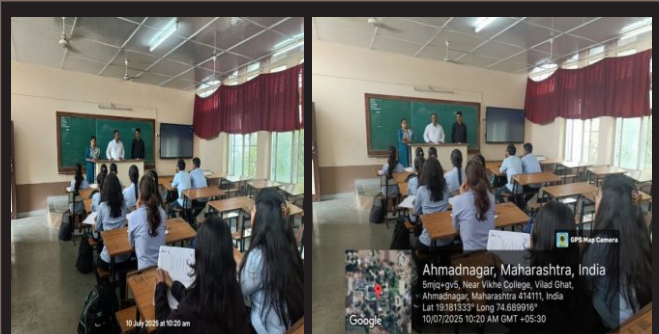 10 July 2025 at 10:20 am
GPS Map Camera
Ahmadnagar, Maharashtra, India
5mjq+gv5, Near Vikhe College, Vilad Ghat,
Ahmadnagar, Maharashtra 414111, India
Lat 19.181333° Long 74.689916°
10/07/2025 10:20 AM GMT +05:30
Google